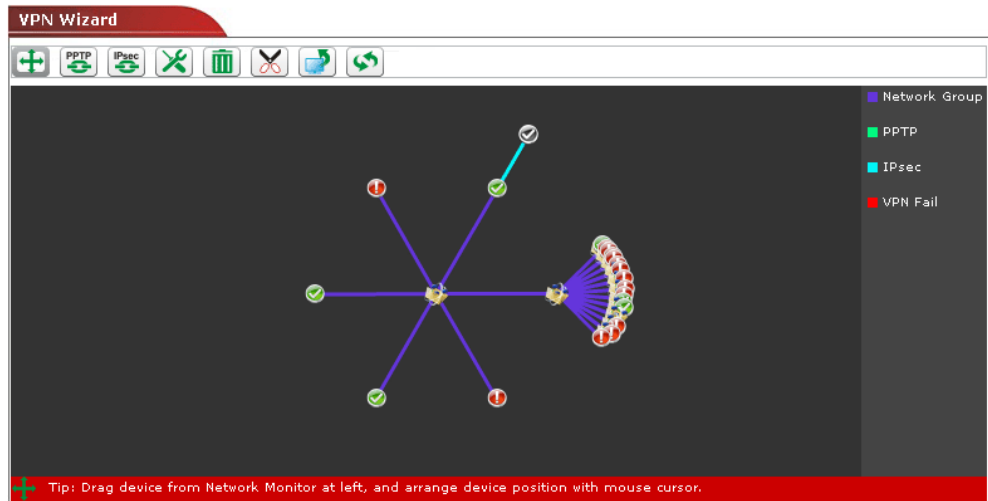 VPN Wizard
PPTP
IPsec
Network Group
PPTP
IPsec
VPN Fail
Tip: Drag device from Network Monitor at left, and arrange device position with mouse cursor.